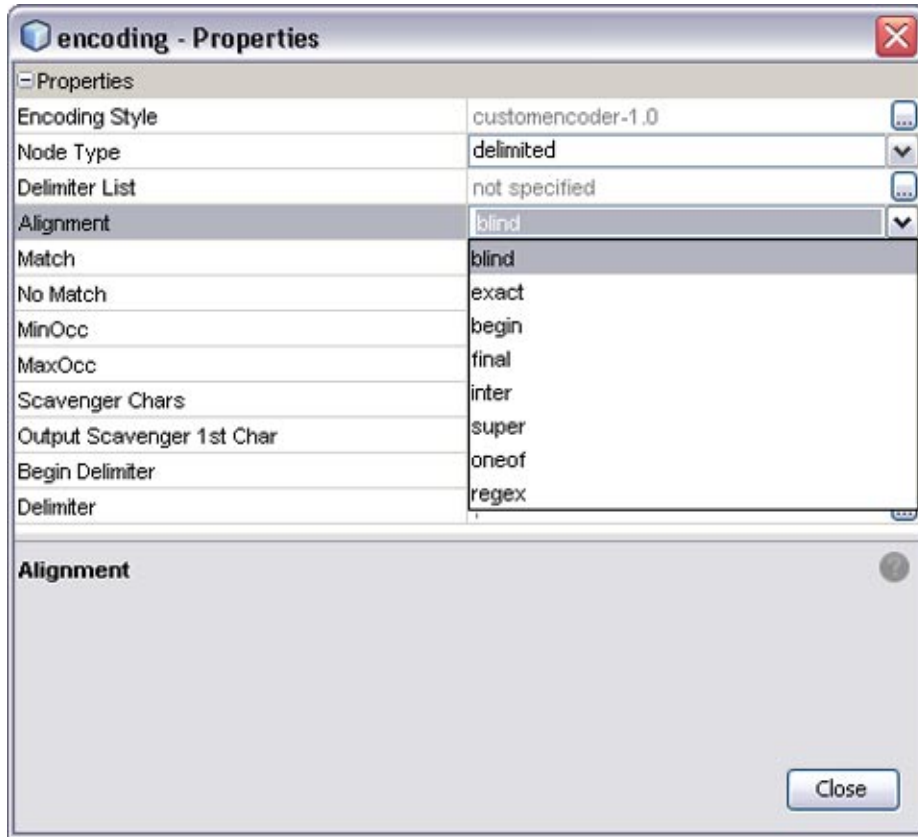 encoding - Properties
Properties
Encoding Style customencoder-1.0 ...
Node Type delimited
Delimiter List not specified ...
Alignment blind
Match blind
No Match exact
MinOcc begin
MaxOcc final
Scavenger Chars inter
Output Scavenger 1st Char super
Begin Delimiter oneof
Delimiter regex
Alignment
?
Close